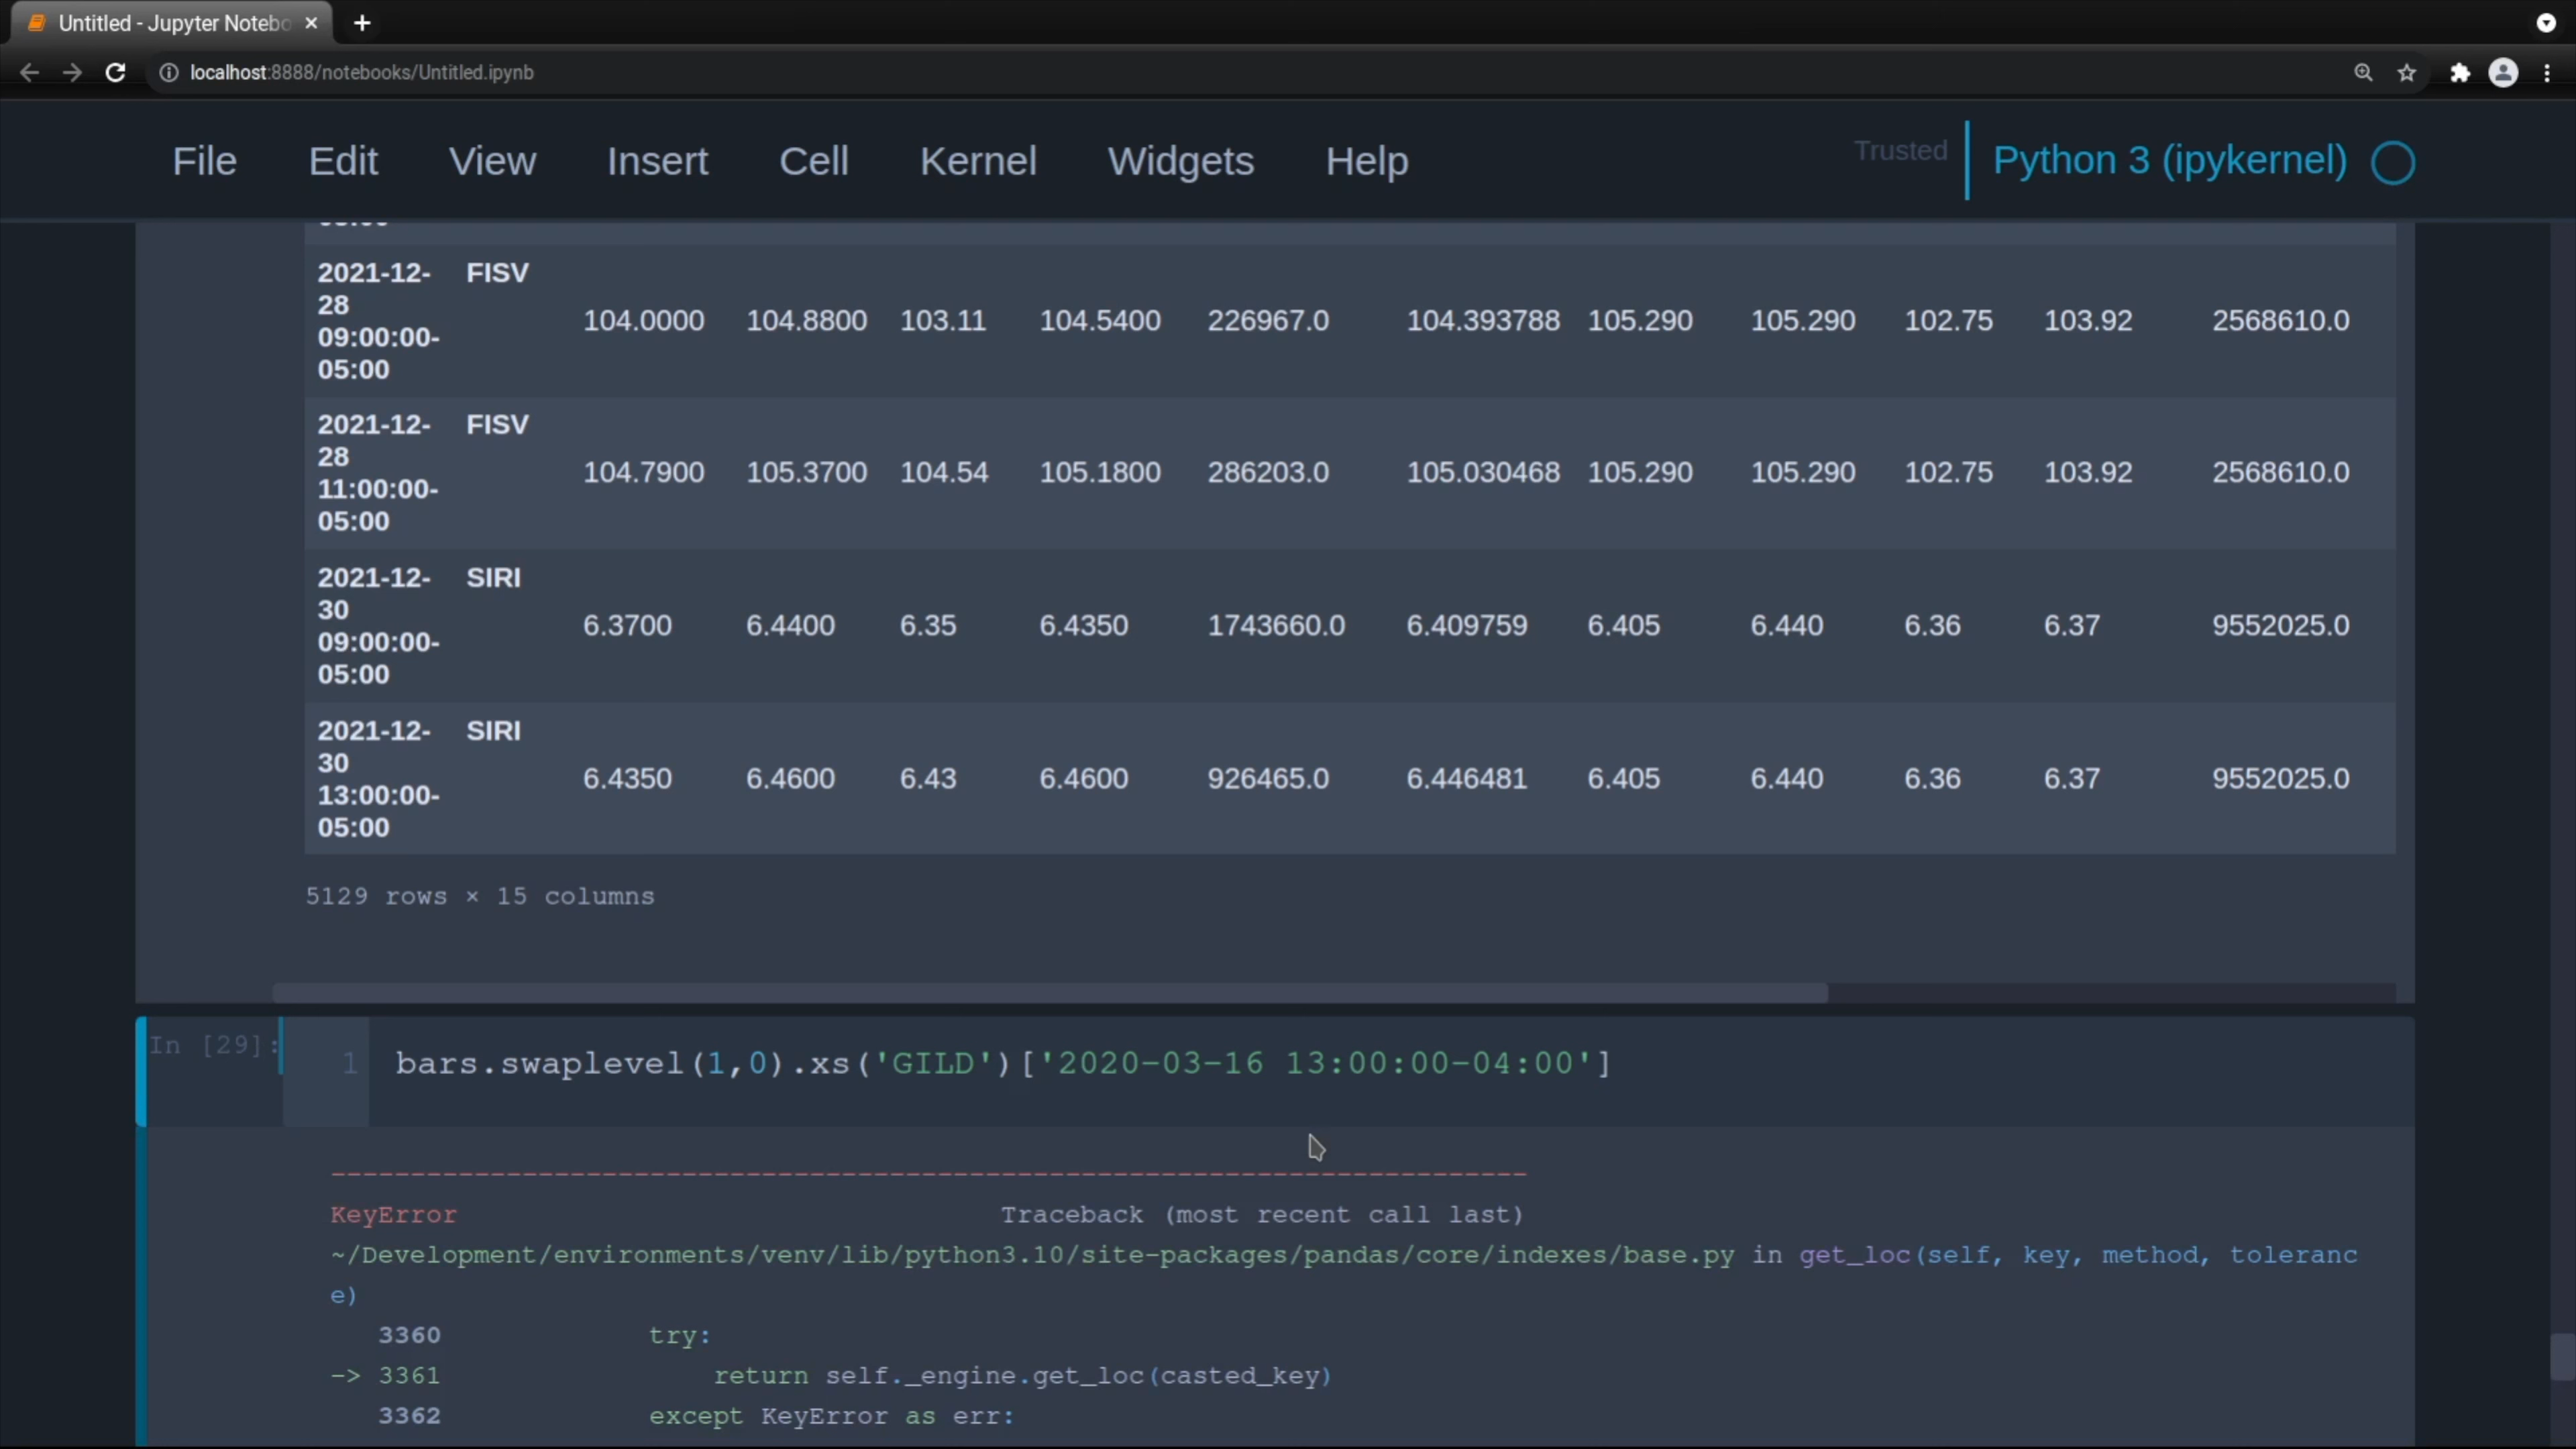 Untitled - Jupyter Notebo
localhost:8888/notebooks/Untitled.ipynb
File Edit View Insert Cell Kernel Widgets Help Trusted Python 3 (ipykernel)
2021-12-28 09:00:00-05:00 FISV 104.0000 104.8800 103.11 104.5400 226967.0 104.393788 105.290 105.290 102.75 103.92 2568610.0
2021-12-28 11:00:00-05:00 FISV 104.7900 105.3700 104.54 105.1800 286203.0 105.030468 105.290 105.290 102.75 103.92 2568610.0
2021-12-30 09:00:00-05:00 SIRI 6.3700 6.4400 6.35 6.4350 1743660.0 6.409759 6.405 6.440 6.36 6.37 9552025.0
2021-12-30 13:00:00-05:00 SIRI 6.4350 6.4600 6.43 6.4600 926465.0 6.446481 6.405 6.440 6.36 6.37 9552025.0
5129 rows × 15 columns
In [29]: 1 bars.swaplevel(1,0).xs('GILD')['2020-03-16 13:00:00-04:00']
---------------------------------------------------------------------------
KeyError Traceback (most recent call last)
~/Development/environments/venv/lib/python3.10/site-packages/pandas/core/indexes/base.py in get_loc(self, key, method, toleranc
e)
3360 try:
-> 3361 return self._engine.get_loc(casted_key)
3362 except KeyError as err: